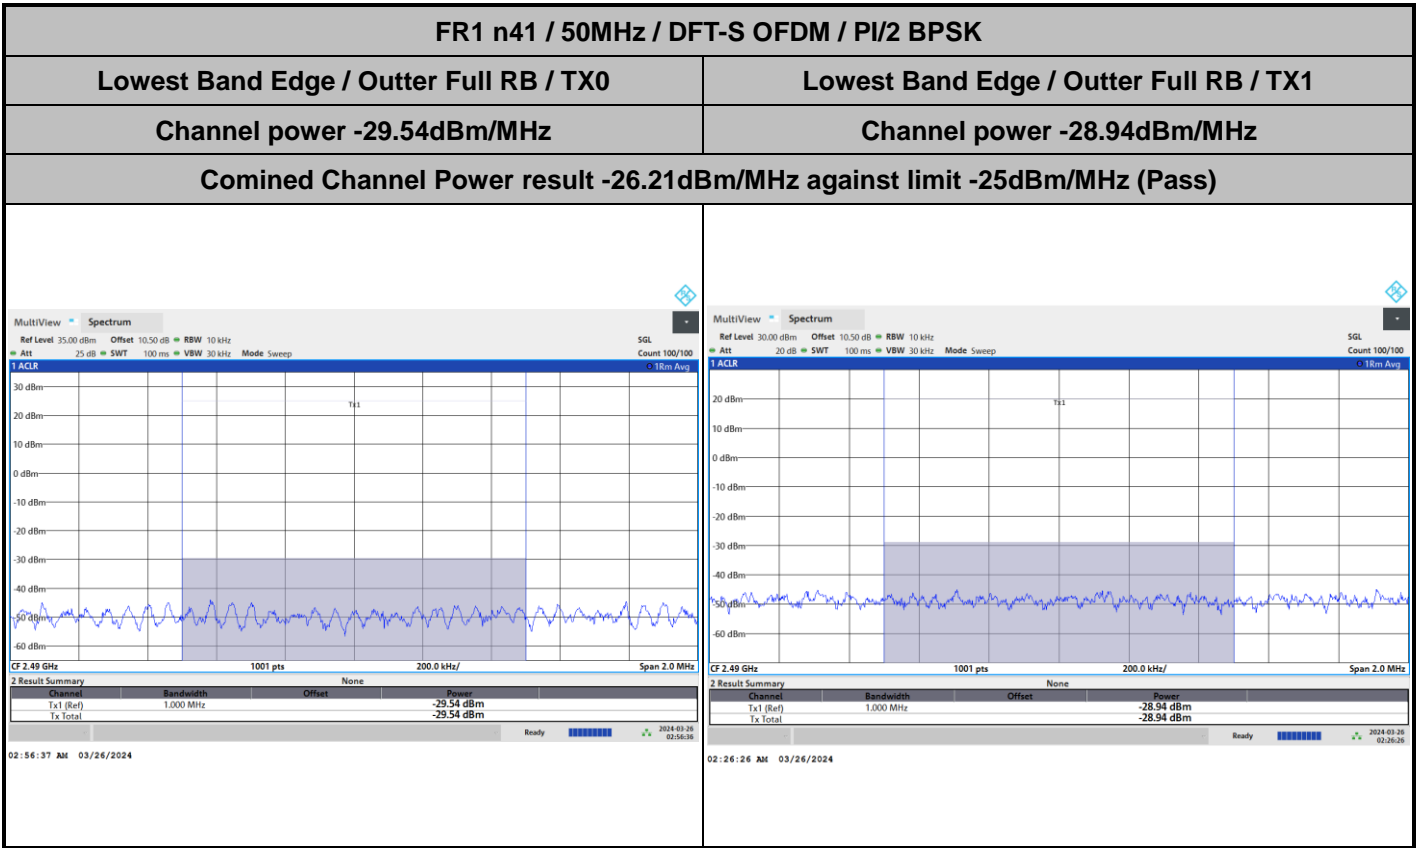 FR1 n41 / 50MHz / DFT-S OFDM / PI/2 BPSK
Lowest Band Edge / Outter Full RB / TX0
Lowest Band Edge / Outter Full RB / TX1
Channel power -29.54dBm/MHz
Channel power -28.94dBm/MHz
Comined Channel Power result -26.21dBm/MHz against limit -25dBm/MHz (Pass)
MultiView Spectrum
Ref Level 35.00 dBm Offset 10.50 dB RBW 10 kHz SGL
Att 25 dB SWT 100 ms VBW 30 kHz Mode Sweep Count 100/100
1 ACLR 1Rm Avg
30 dBm
Tx1
20 dBm
10 dBm
0 dBm
-10 dBm
-20 dBm
-30 dBm
-40 dBm
-50 dBm
-60 dBm
CF 2.49 GHz 1001 pts 200.0 kHz/ Span 2.0 MHz
2 Result Summary None
Channel Bandwidth Offset Power
Tx1 (Ref) 1.000 MHz -29.54 dBm
Tx Total -29.54 dBm
Ready 2024-03-26
02:56:36
02:56:37 AM 03/26/2024
MultiView Spectrum
Ref Level 30.00 dBm Offset 10.50 dB RBW 10 kHz SGL
Att 20 dB SWT 100 ms VBW 30 kHz Mode Sweep Count 100/100
1 ACLR 1Rm Avg
20 dBm
Tx1
10 dBm
0 dBm
-10 dBm
-20 dBm
-30 dBm
-40 dBm
-50 dBm
-60 dBm
CF 2.49 GHz 1001 pts 200.0 kHz/ Span 2.0 MHz
2 Result Summary None
Channel Bandwidth Offset Power
Tx1 (Ref) 1.000 MHz -28.94 dBm
Tx Total -28.94 dBm
Ready 2024-03-26
02:26:26
02:26:26 AM 03/26/2024